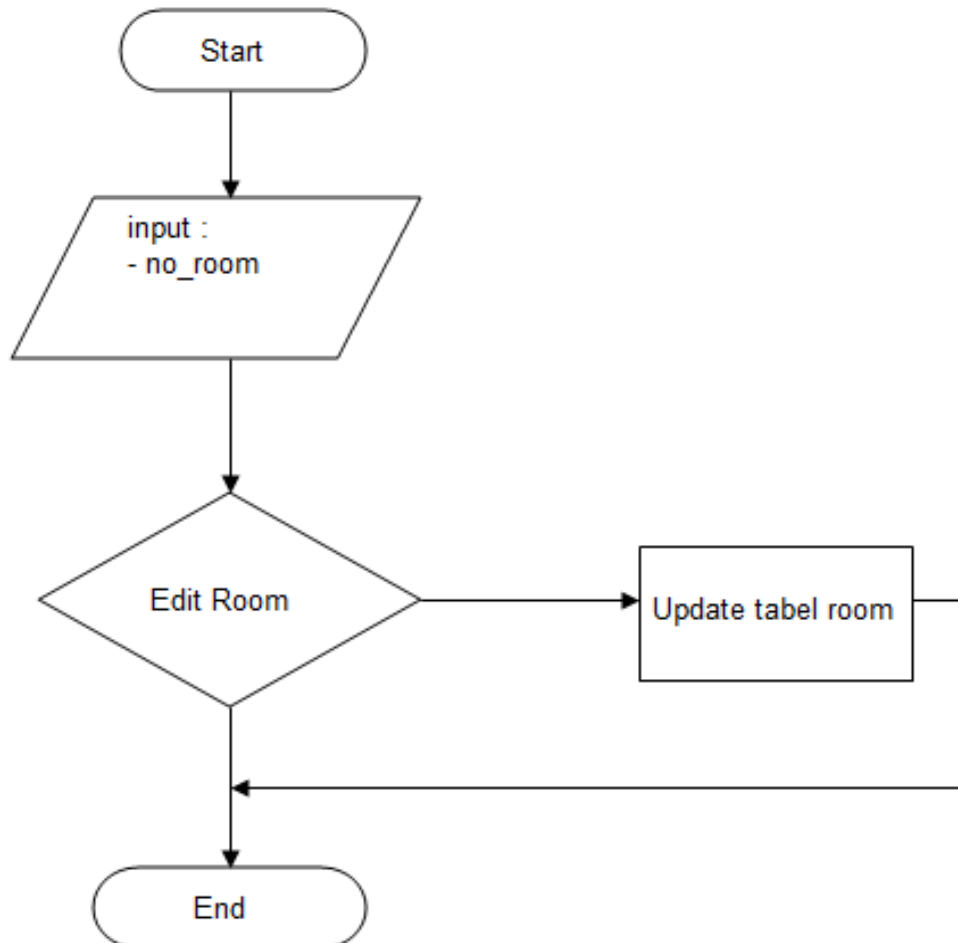 Start
input :
- no_room
Edit Room
Update tabel room
End